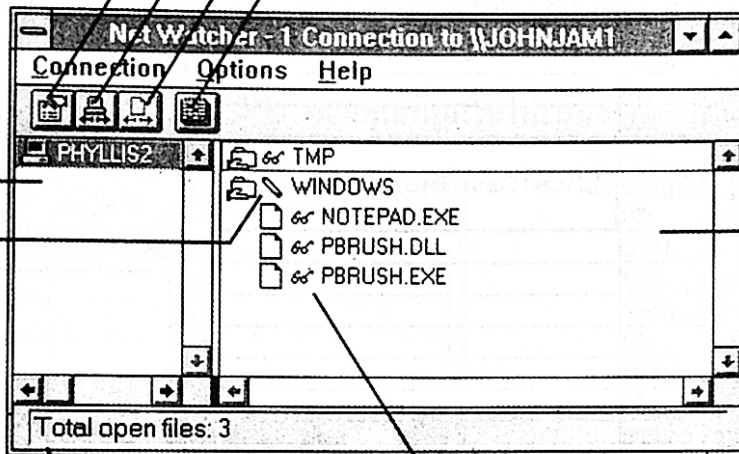 Net Watcher - 1 Connection to \\JOHNJAM1
Connection Options Help
PHYLLIS2
TMP
WINDOWS
NOTEPAD.EXE
PBRUSH.DLL
PBRUSH.EXE
Total open files: 3